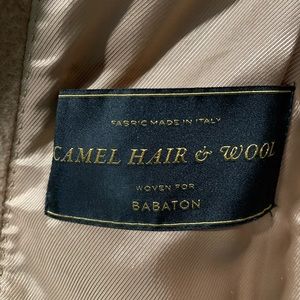 FABRIC MADE IN ITALY
CAMEL HAIR & WOOL
WOVEN FOR
BABATON